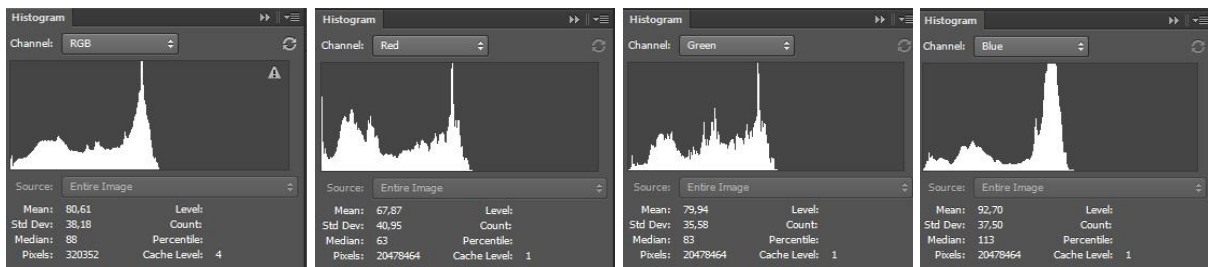 Histogram
Channel: RGB
Source: Entire Image
Mean: 80,61 Level:
Std Dev: 38,18 Count:
Median: 88 Percentile:
Pixels: 320352 Cache Level: 4
Histogram
Channel: Red
Source: Entire Image
Mean: 67,87 Level:
Std Dev: 40,95 Count:
Median: 63 Percentile:
Pixels: 20478464 Cache Level: 1
Histogram
Channel: Green
Source: Entire Image
Mean: 79,94 Level:
Std Dev: 35,58 Count:
Median: 83 Percentile:
Pixels: 20478464 Cache Level: 1
Histogram
Channel: Blue
Source: Entire Image
Mean: 92,70 Level:
Std Dev: 37,50 Count:
Median: 113 Percentile:
Pixels: 20478464 Cache Level: 1